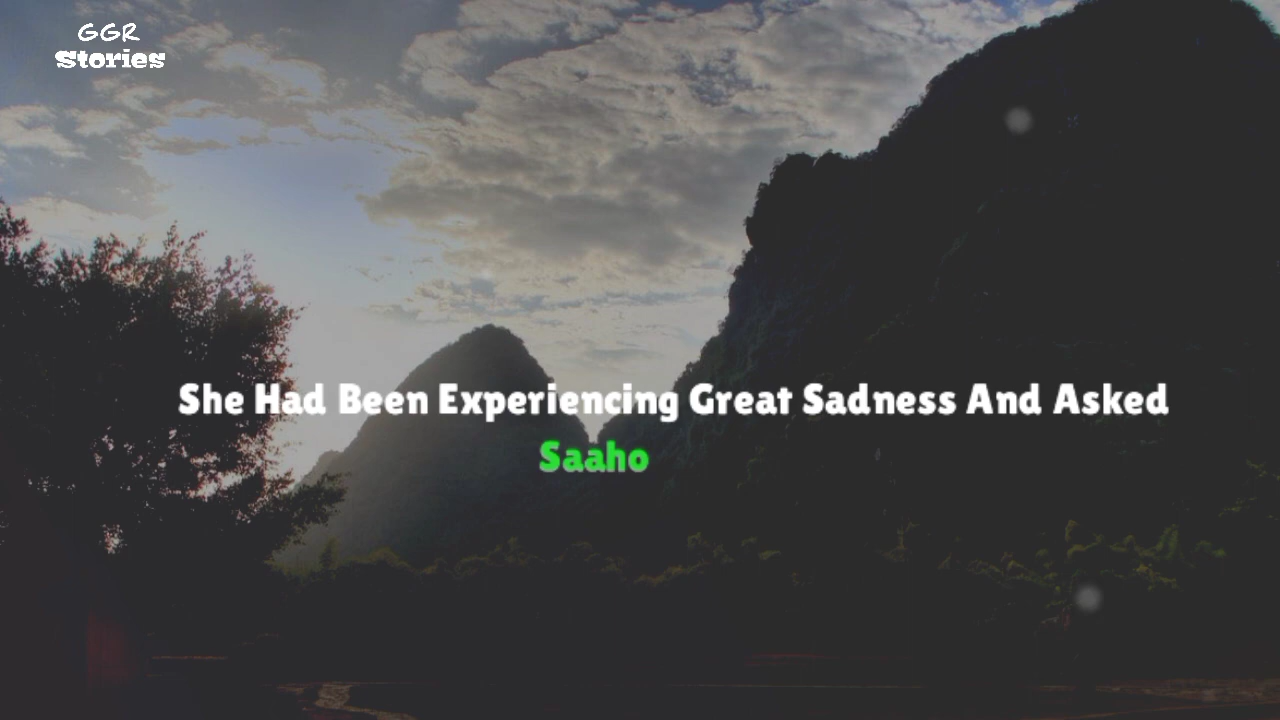 GGR
Stories
She Had Been Experiencing Great Sadness And Asked
Saaho